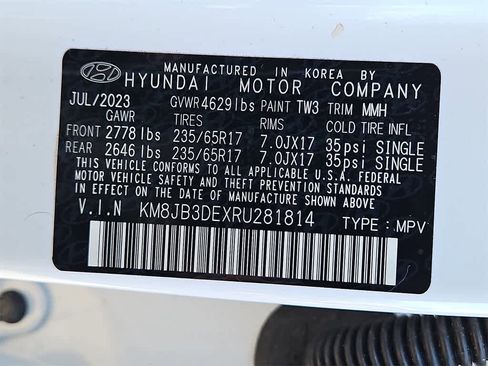 MANUFACTURED IN KOREA BY
HYUNDAI MOTOR COMPANY
JUL/2023 GVWR 4629lbs PAINT TW3 TRIM MMH
GAWR TIRES RIMS COLD TIRE INFL
FRONT 2778 lbs 235/65R17 7.0JX17 35psi SINGLE
REAR 2646 lbs 235/65R17 7.0JX17 35psi SINGLE
THIS VEHICLE CONFORMS TO ALL APPLICABLE U.S.A. FEDERAL
MOTOR VEHICLE SAFETY AND THEFT PREVENTION STANDARDS
IN EFFECT ON THE DATE OF MANUFACTURE
SHOWN ABOVE
V.I.N KM8JB3DEXRU281814 TYPE : MPV